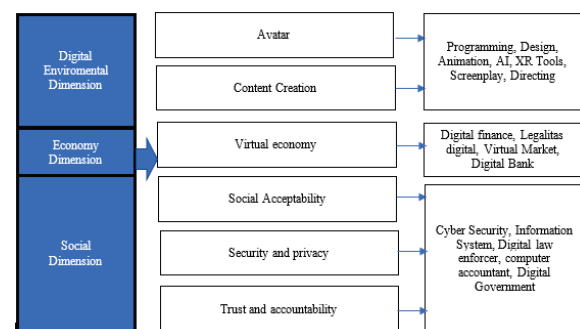 Digital
Enviromental
Dimension
Economy
Dimension
Social
Dimension
Avatar
Content Creation
Virtual economy
Social Acceptability
Security and privacy
Trust and accountability
Programming, Design,
Animation, AI, XR Tools,
Screenplay, Directing
Digital finance, Legalitas
digital, Virtual Market,
Digital Bank
Cyber Security, Information
System, Digital law
enforcer, computer
accountant, Digital
Government